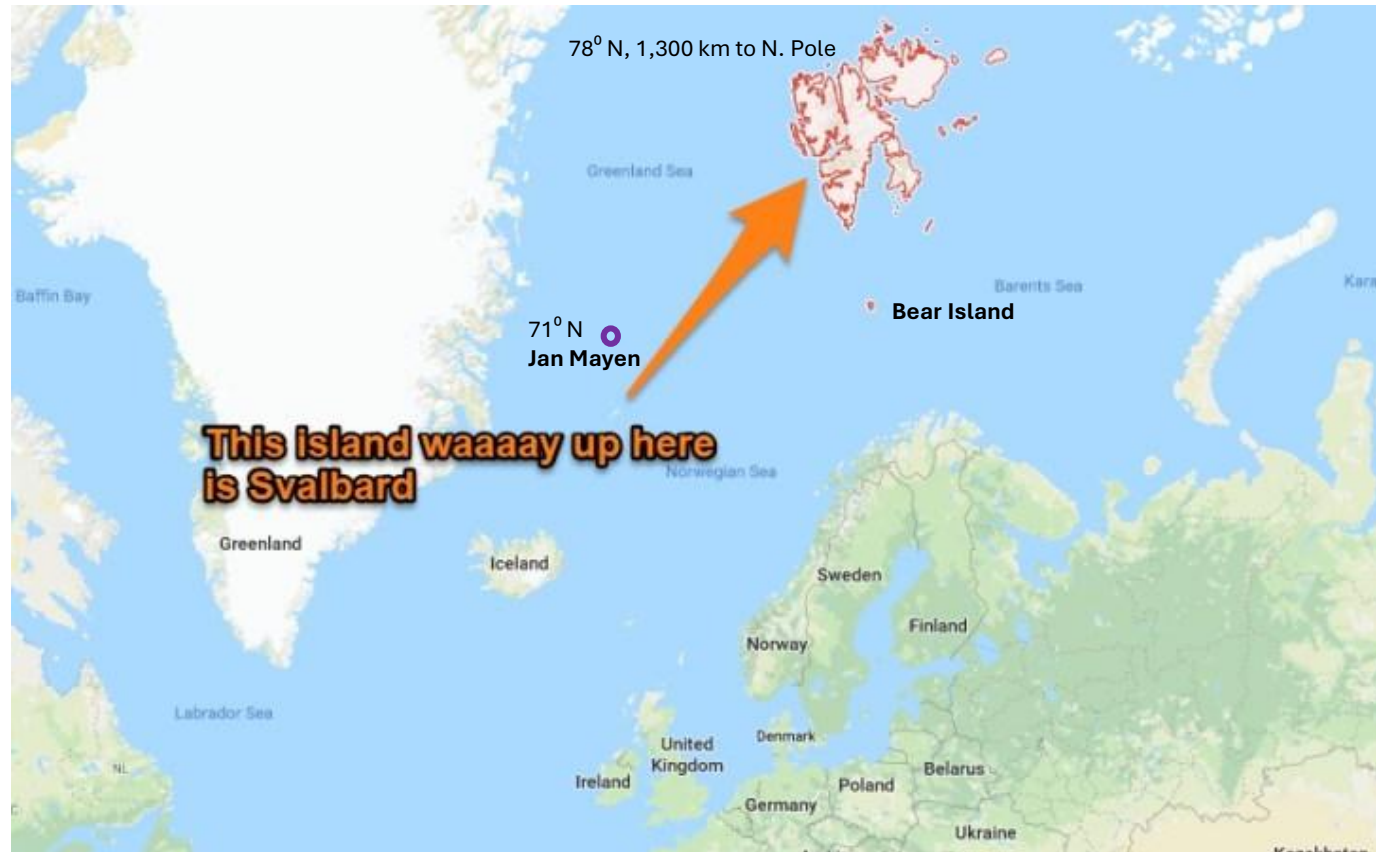 78⁰ N, 1,300 km to N. Pole
Greenland Sea
Baffin Bay
Barents Sea
Kara
Bear Island
71⁰ N
Jan Mayen
This island waaaay up here
is Svalbard
Norwegian Sea
Greenland
Iceland
Sweden
Finland
Norway
Labrador Sea
Denmark
United
Kingdom
NL
Ireland
Belarus
Poland
Germany
Ukraine